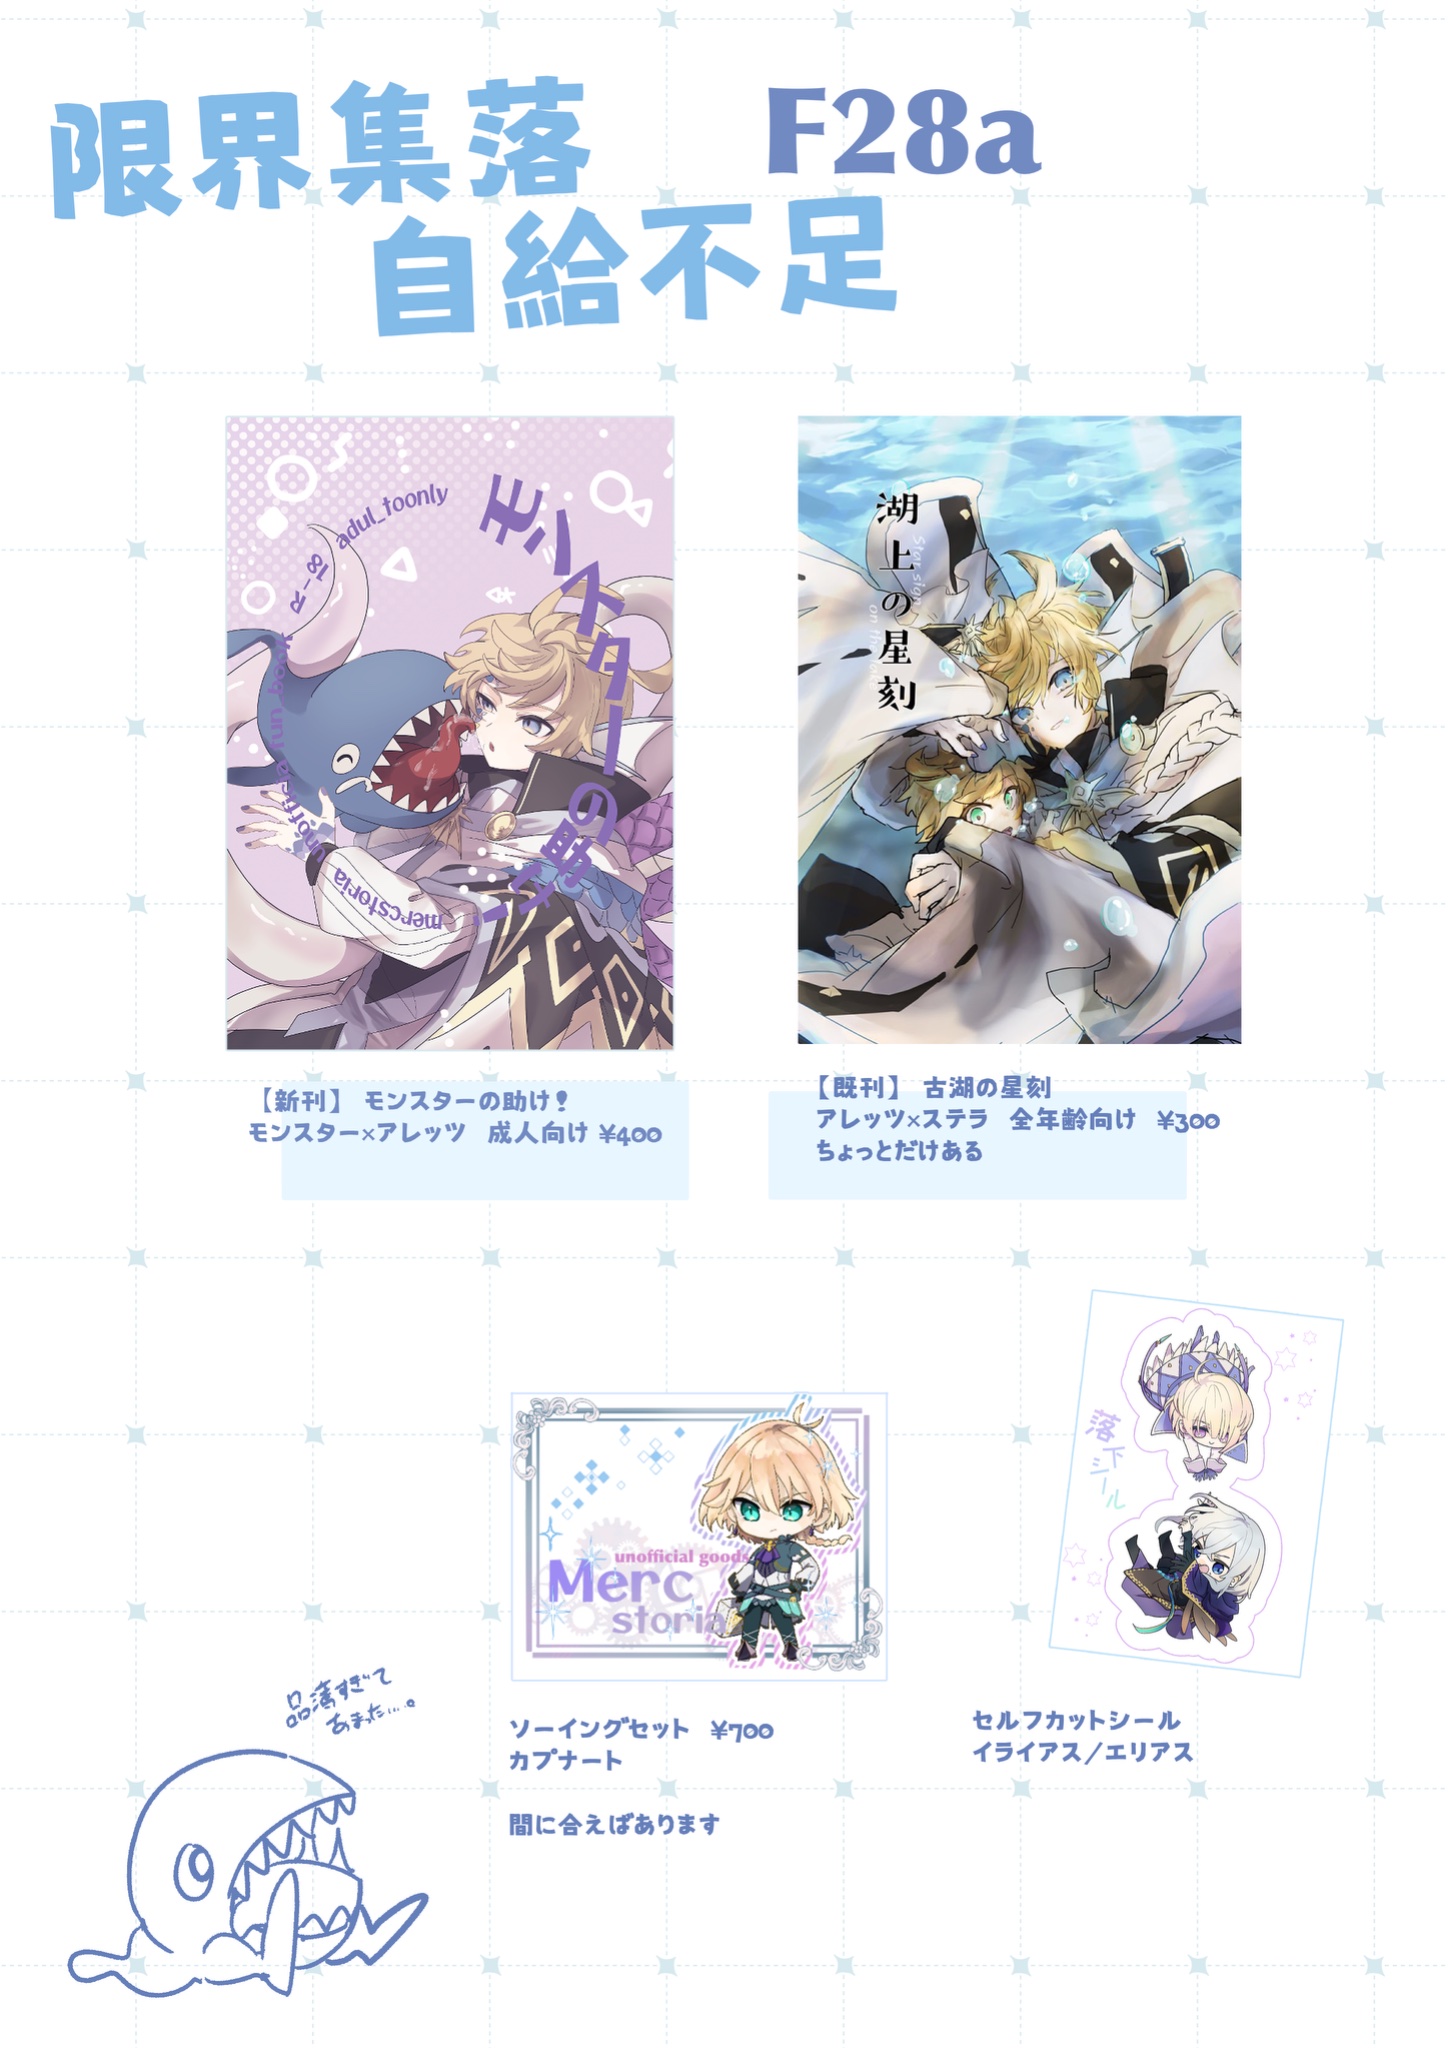 限界集落
F28a
自給不足
R-18 adul_toonly
モンスターの助け!
unofficial funbook
mercstoria
湖上の星刻
【新刊】 モンスターの助け!
モンスター×アレッツ 成人向け ¥400
【既刊】 古湖の星刻
アレッツ×ステラ 全年齢向け ¥300
ちょっとだけある
unofficial goods
Merc
storia
落下シール
品薄すぎて
あまった....。
ソーイングセット ¥700
カプナート
間に合えばあります
セルフカットシール
イライアス/エリアス